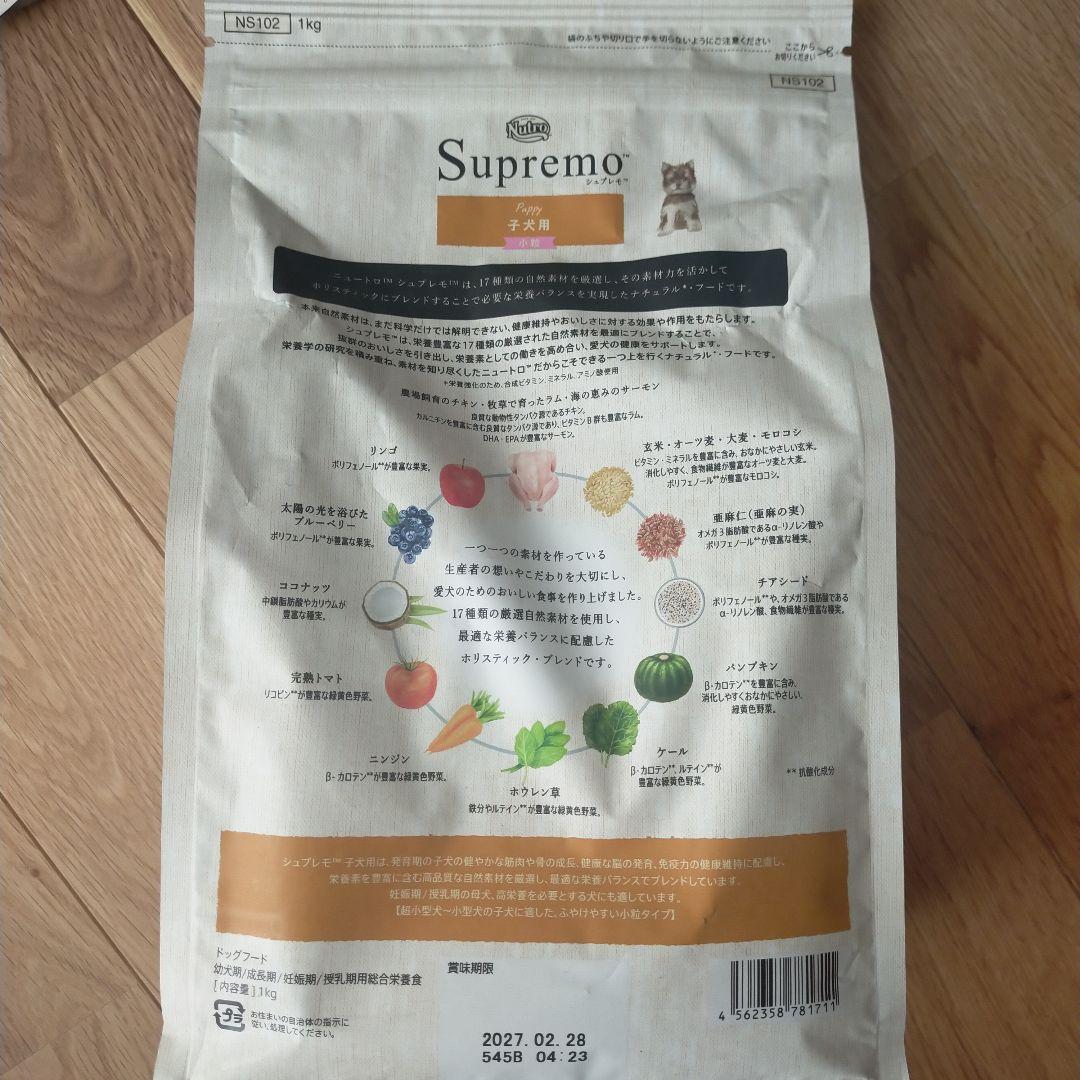 NS102 1kg
袋のふちや切り口で手を切らないようにご注意ください
ここから
お切りください
NS102
Nutro
Supremo™
シュプレモ™
Puppy
子犬用
小粒
ニュートロ™ シュプレモ™は、17種類の自然素材を厳選し、その素材力を活かして
ホリスティックにブレンドすることで必要な栄養バランスを実現したナチュラル*・フードです。
本来自然素材は、まだ科学だけでは解明できない、健康維持やおいしさに対する効果や作用をもたらします。
シュプレモ™は、栄養豊富な17種類の厳選された自然素材を最適にブレンドすることで、
抜群のおいしさを引き出し、栄養素としての働きを高め合い、愛犬の健康をサポートします。
栄養学の研究を積み重ね、素材を知り尽くしたニュートロ™だからこそできる一つ上を行くナチュラル*・フードです。
*栄養強化のため、合成ビタミン、ミネラル、アミノ酸使用
農場飼育のチキン・牧草で育ったラム・海の恵みのサーモン
良質な動物性タンパク源であるチキン。
カルニチンを豊富に含む良質なタンパク源であり、ビタミンB群も豊富なラム。
DHA・EPAが豊富なサーモン。
リンゴ
ポリフェノール**が豊富な果実。
玄米・オーツ麦・大麦・モロコシ
ビタミン・ミネラルを豊富に含み、おなかにやさしい玄米。
消化しやすく、食物繊維が豊富なオーツ麦と大麦。
ポリフェノール**が豊富なモロコシ。
太陽の光を浴びた
ブルーベリー
ポリフェノール**が豊富な果実。
亜麻仁(亜麻の実)
オメガ3脂肪酸であるα-リノレン酸や
ポリフェノール**が豊富な種実。
一つ一つの素材を作っている
生産者の想いやこだわりを大切にし、
愛犬のためのおいしい食事を作り上げました。
17種類の厳選自然素材を使用し、
最適な栄養バランスに配慮した
ホリスティック・ブレンドです。
ココナッツ
中鎖脂肪酸やカリウムが
豊富な種実。
チアシード
ポリフェノール**や、オメガ3脂肪酸である
α-リノレン酸、食物繊維が豊富な種実。
完熟トマト
リコピン**が豊富な緑黄色野菜。
パンプキン
β-カロテン**を豊富に含み、
消化しやすくおなかにやさしい、
緑黄色野菜。
ニンジン
β-カロテン**が豊富な緑黄色野菜。
ホウレン草
鉄分やルテイン**が豊富な緑黄色野菜。
ケール
β-カロテン**、ルテイン**が
豊富な緑黄色野菜。
**抗酸化成分
シュプレモ™ 子犬用は、発育期の子犬の健やかな筋肉や骨の成長、健康な脳の発育、免疫力の健康維持に配慮し、
栄養素を豊富に含む高品質な自然素材を厳選し、最適な栄養バランスでブレンドしています。
妊娠期/授乳期の母犬、高栄養を必要とする犬にも適しています。
【超小型犬~小型犬の子犬に適した、ふやけやすい小粒タイプ】
ドッグフード
幼犬期/成長期/妊娠期/授乳期用総合栄養食
[内容量]1kg
プラ
お住まいの自治体の指示に
従い、処理してください。
賞味期限
2027.02.28
545B 04:23
4 562358 781711